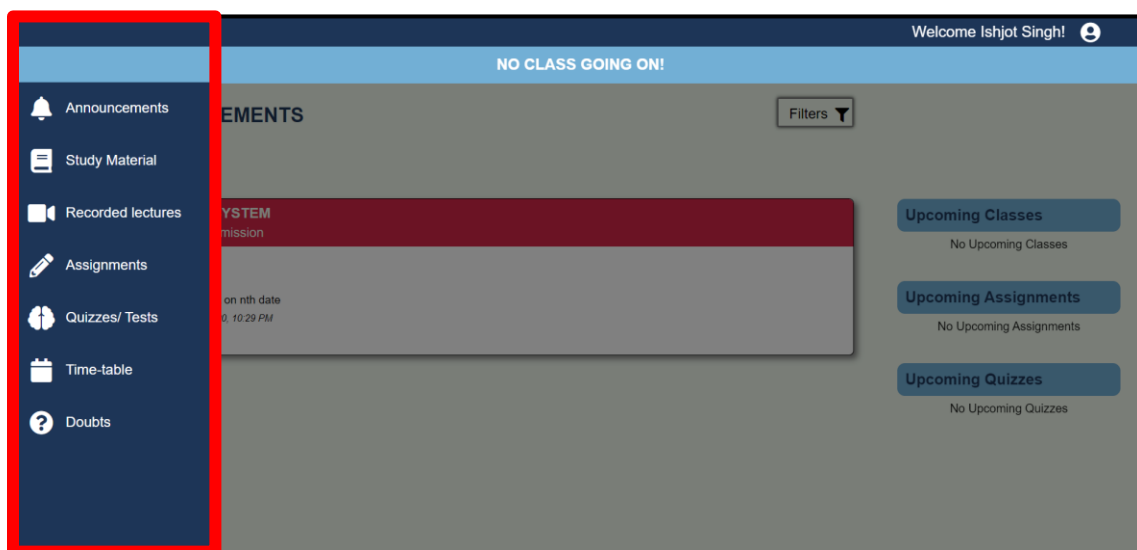 Welcome Ishjot Singh!
NO CLASS GOING ON!
Announcements
Study Material
Recorded lectures
Assignments
Quizzes/ Tests
Time-table
Doubts
EMENTS
Filters
YSTEM
mission
on nth date
0, 10:29 PM
Upcoming Classes
No Upcoming Classes
Upcoming Assignments
No Upcoming Assignments
Upcoming Quizzes
No Upcoming Quizzes